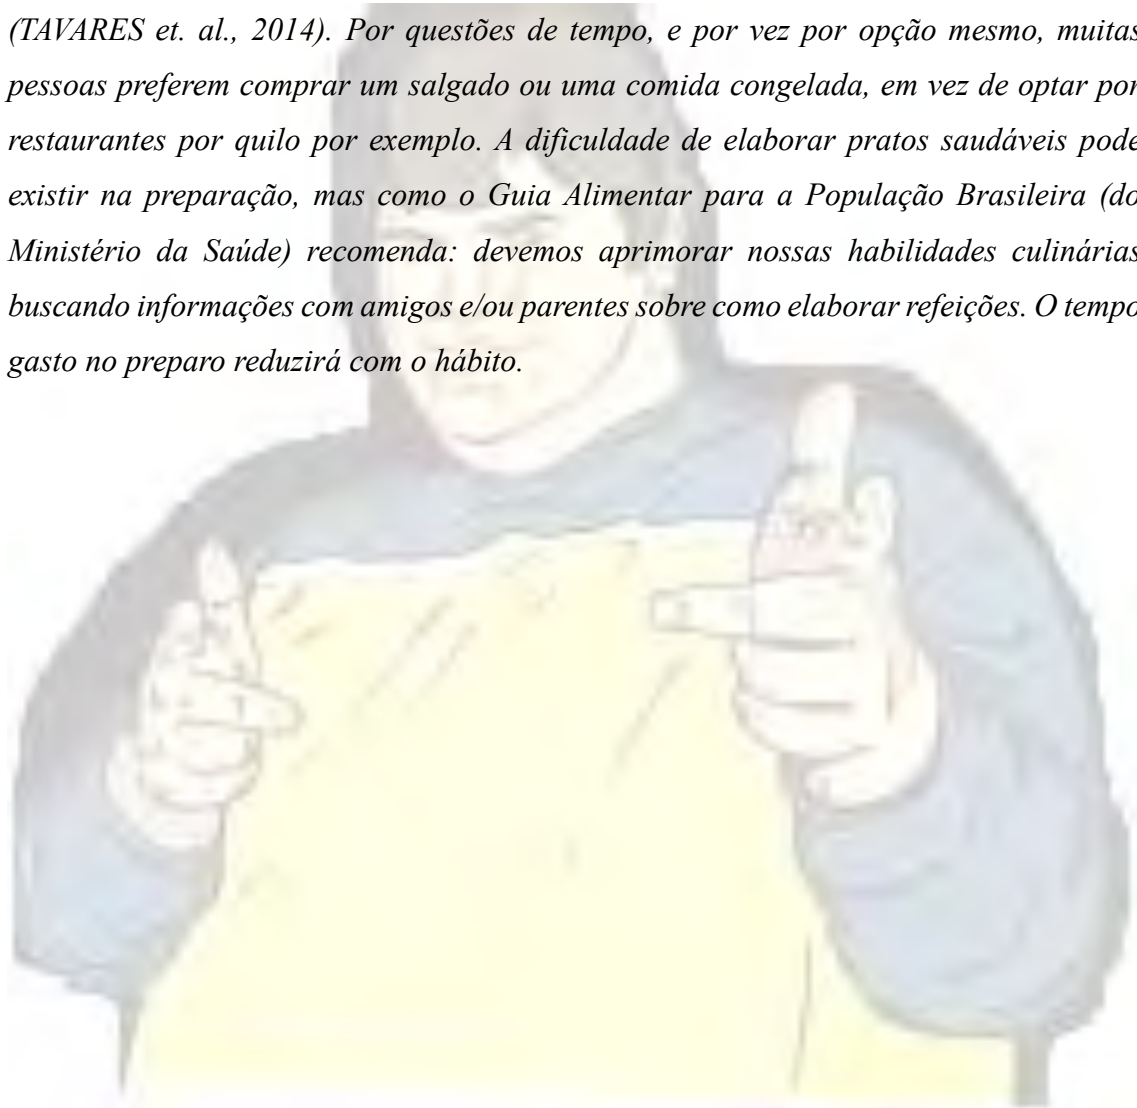 (TAVARES et. al., 2014). Por questões de tempo, e por vez por opção mesmo, muitas
pessoas preferem comprar um salgado ou uma comida congelada, em vez de optar por
restaurantes por quilo por exemplo. A dificuldade de elaborar pratos saudáveis pode
existir na preparação, mas como o Guia Alimentar para a População Brasileira (do
Ministério da Saúde) recomenda: devemos aprimorar nossas habilidades culinárias
buscando informações com amigos e/ou parentes sobre como elaborar refeições. O tempo
gasto no preparo reduzirá com o hábito.